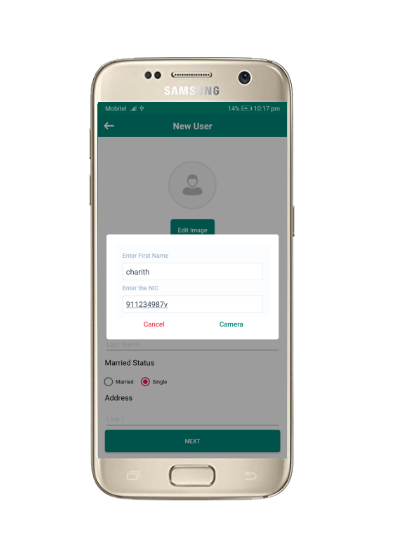 SAMSUNG
Mobitel 14% 10:17 pm
New User
Edit Image
Enter First Name
charith
Enter the NIC
911234987v
Cancel Camera
Last Name
Married Status
Married Single
Address
Line 1
NEXT